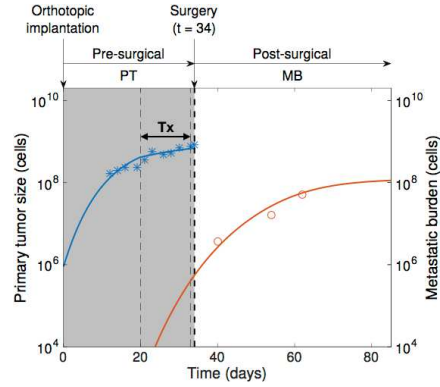 Orthotopic
implantation
Surgery
(t = 34)
Pre-surgical
Post-surgical
PT
MB
Tx
10^10
10^8
10^6
10^4
10^10
10^8
10^6
10^4
Primary tumor size (cells)
Metastatic burden (cells)
0
20
40
60
80
Time (days)